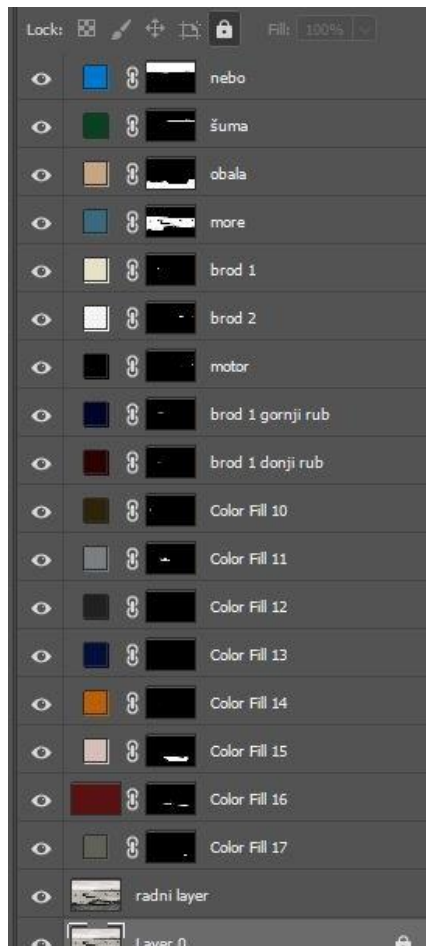 Lock: Fill: 100%
nebo
šuma
obala
more
brod 1
brod 2
motor
brod 1 gornji rub
brod 1 donji rub
Color Fill 10
Color Fill 11
Color Fill 12
Color Fill 13
Color Fill 14
Color Fill 15
Color Fill 16
Color Fill 17
radni layer
Layer 0